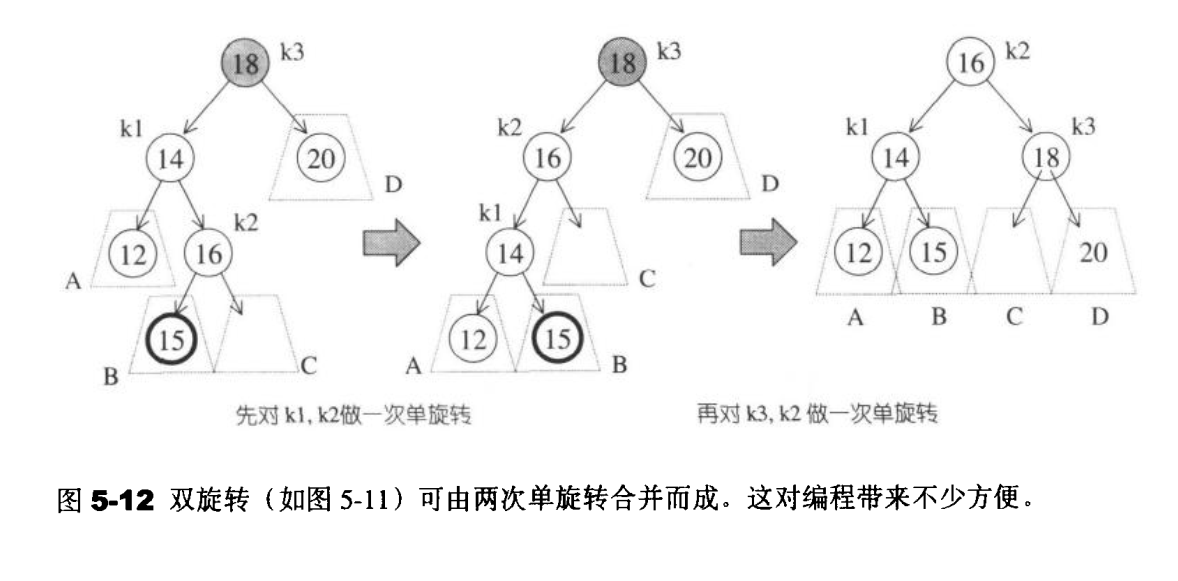 18 k3
k1
14
20
D
k2
12
16
A
15
B
C
先对 k1, k2做一次单旋转
18 k3
k2
16
20
D
k1
14
C
12
15
A
B
再对 k3, k2 做一次单旋转
16 k2
k1
k3
14
18
12
15
20
A B C D
图 5-12 双旋转（如图 5-11）可由两次单旋转合并而成。这对编程带来不少方便。